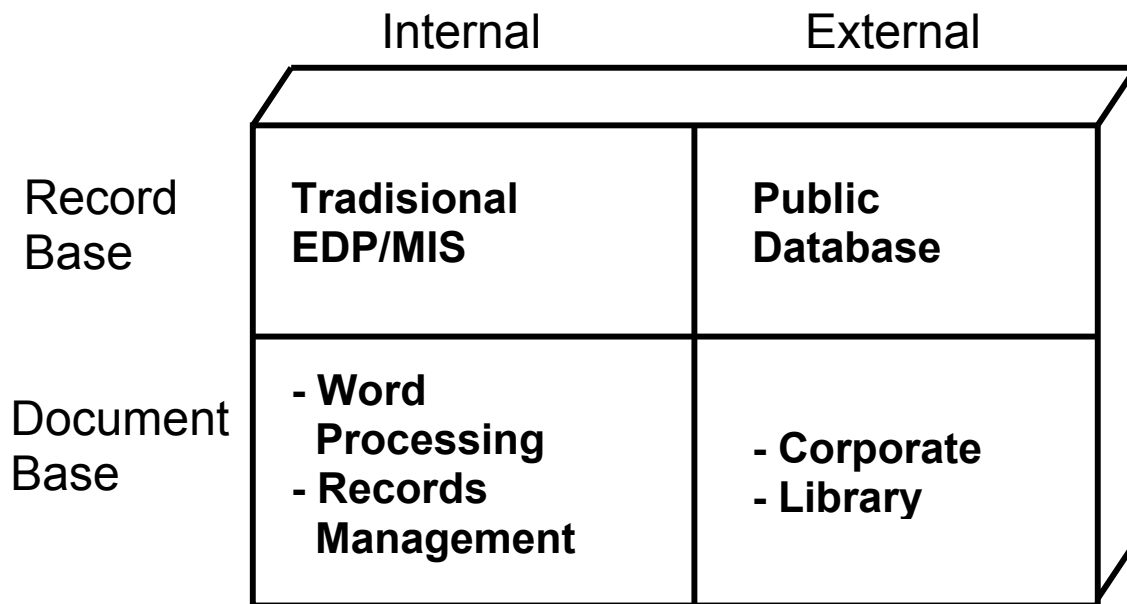 Internal External
Record
Base
Tradisional
EDP/MIS
Public
Database
Document
Base
- Word
Processing
- Records
Management
- Corporate
- Library